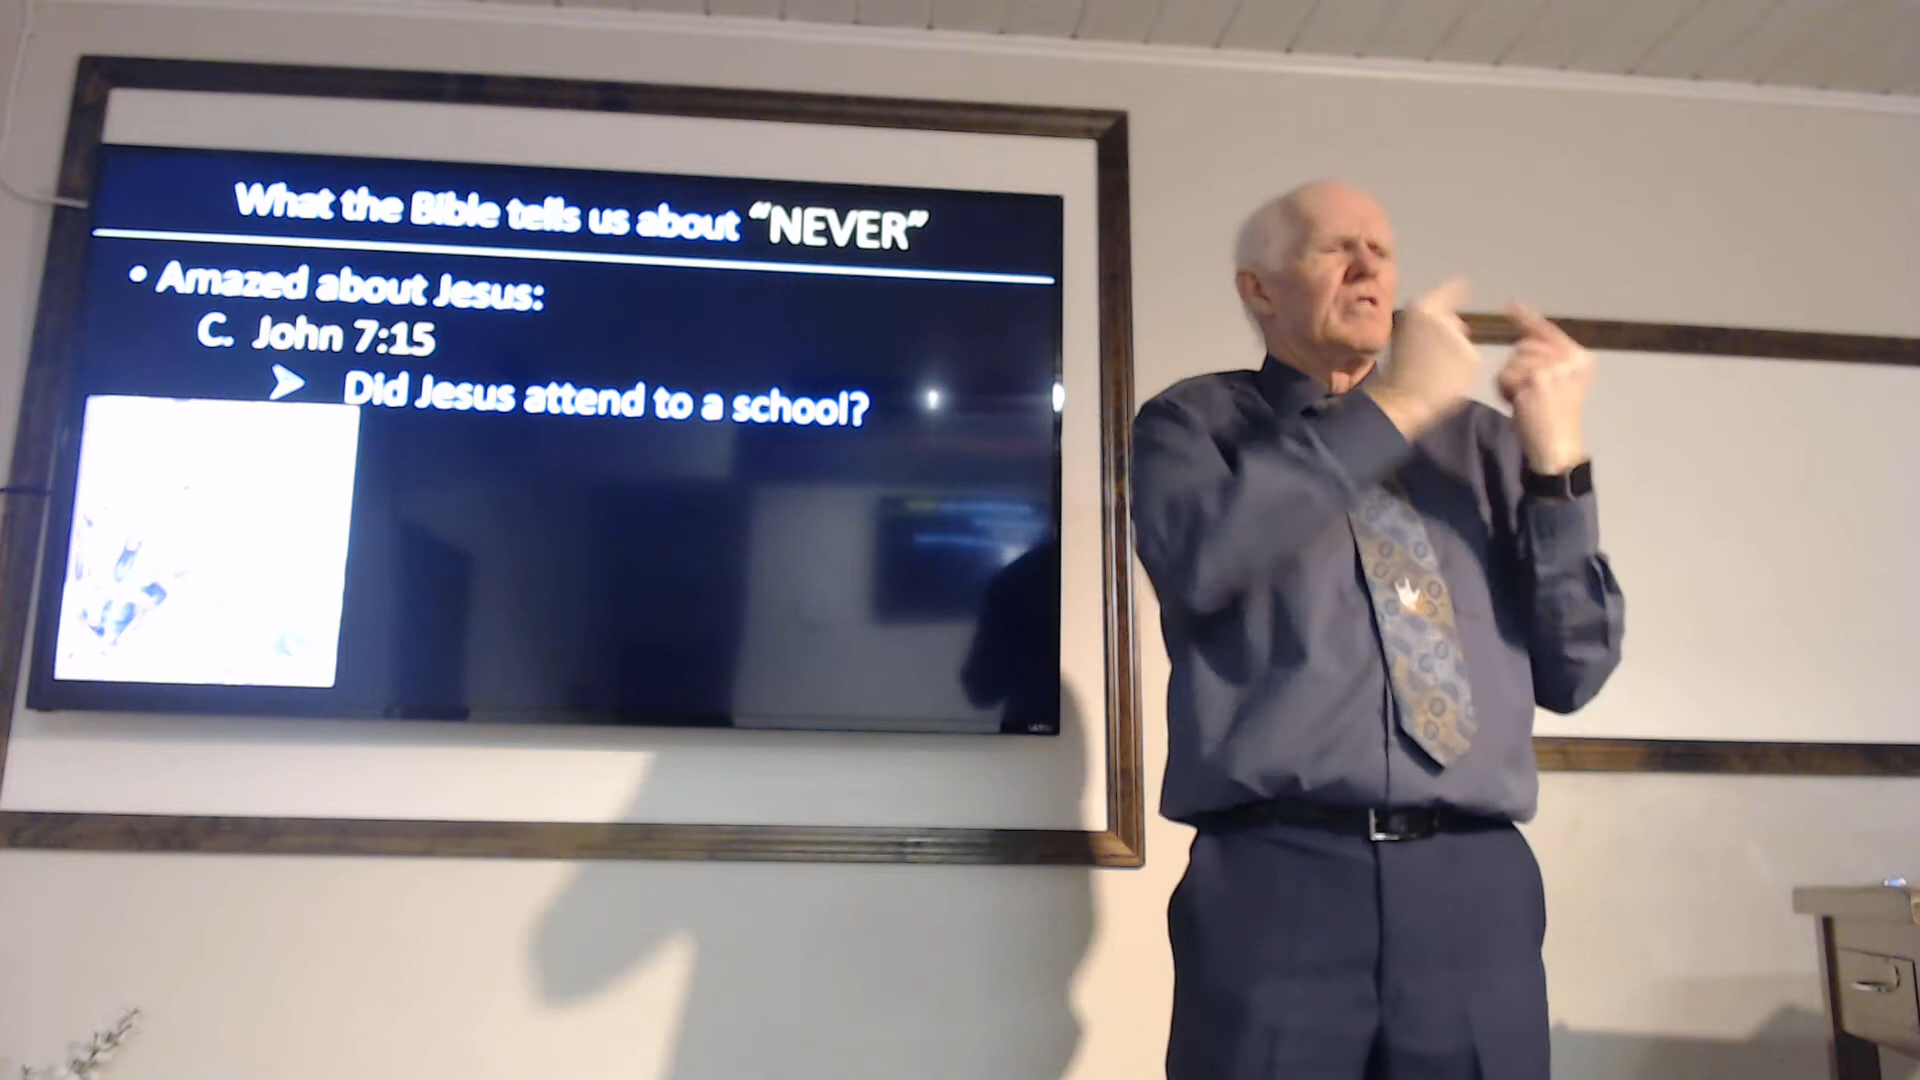 What the Bible tells us about “NEVER”
• Amazed about Jesus:
C. John 7:15
➢ Did Jesus attend to a school?